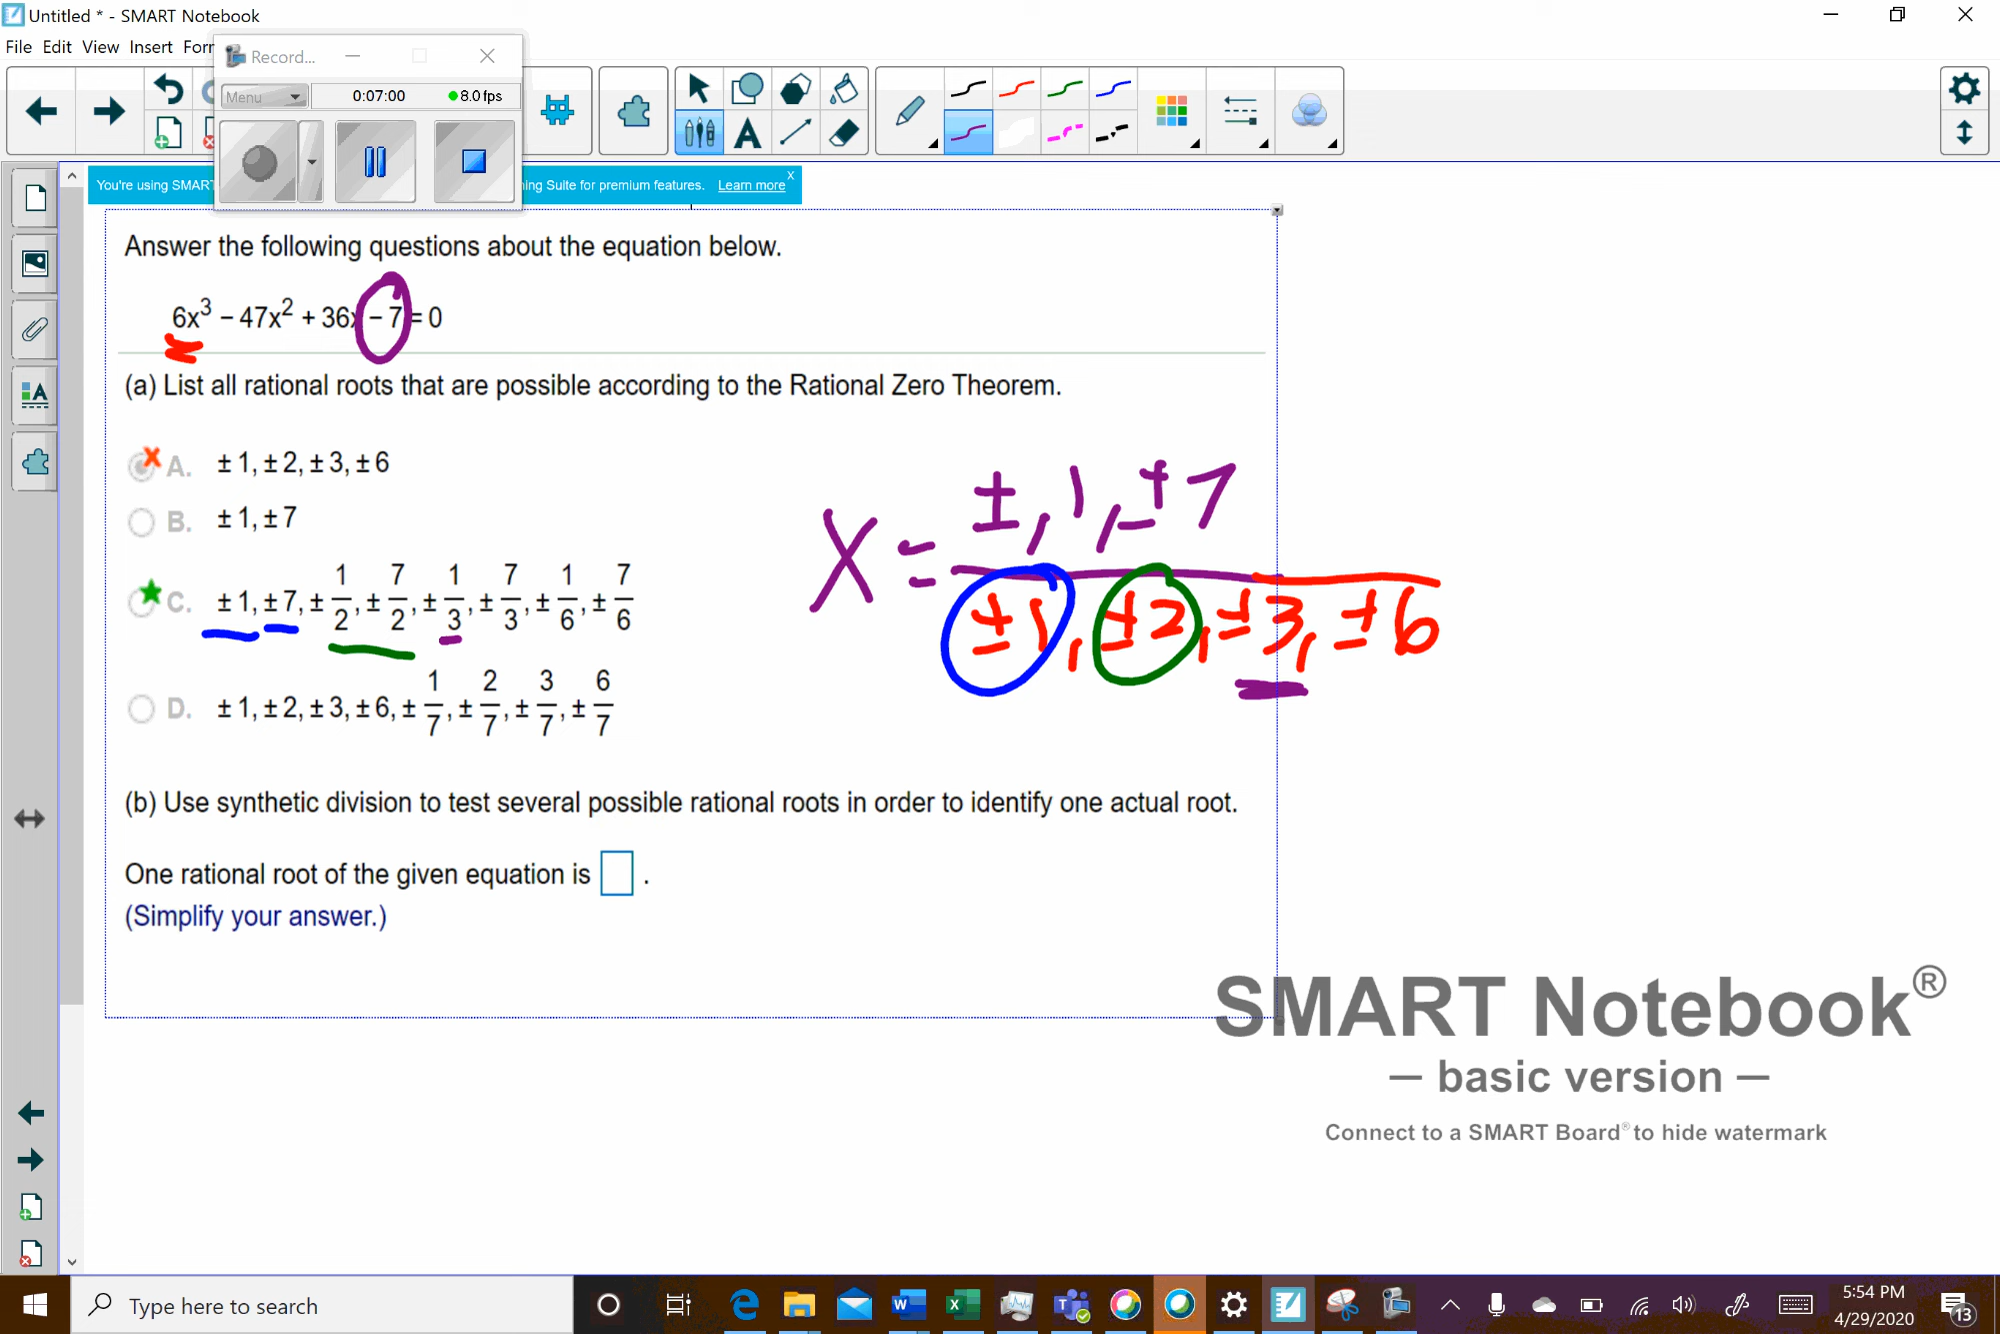 Untitled * - SMART Notebook
File Edit View Insert Forr
Record...
Menu 0:07:00 8.0 fps
You're using SMART ing Suite for premium features. Learn more X
Answer the following questions about the equation below.
6x³ − 47x² + 36x − 7 = 0
(a) List all rational roots that are possible according to the Rational Zero Theorem.
A. ± 1, ± 2, ± 3, ± 6
B. ± 1, ± 7
C. ± 1, ± 7, ± 1/2, ± 7/2, ± 1/3, ± 7/3, ± 1/6, ± 7/6
D. ± 1, ± 2, ± 3, ± 6, ± 1/7, ± 2/7, ± 3/7, ± 6/7
X = ±, 1, ± 7
±1, ±2, ±3, ±6
(b) Use synthetic division to test several possible rational roots in order to identify one actual root.
One rational root of the given equation is .
(Simplify your answer.)
SMART Notebook®
— basic version —
Connect to a SMART Board® to hide watermark
Type here to search
5:54 PM
4/29/2020
13